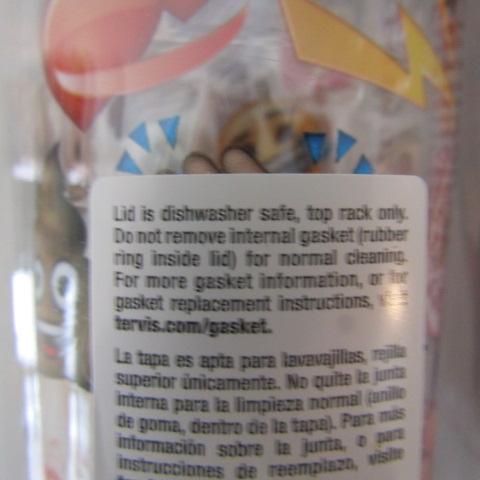 Lid is dishwasher safe, top rack only.
Do not remove internal gasket (rubber
ring inside lid) for normal cleaning.
For more gasket information, or for
gasket replacement instructions, visit
tervis.com/gasket.
La tapa es apta para lavavajillas, rejilla
superior únicamente. No quite la junta
interna para la limpieza normal (anillo
de goma, dentro de la tapa). Para más
información sobre la junta, o para
instrucciones de reemplazo, visite